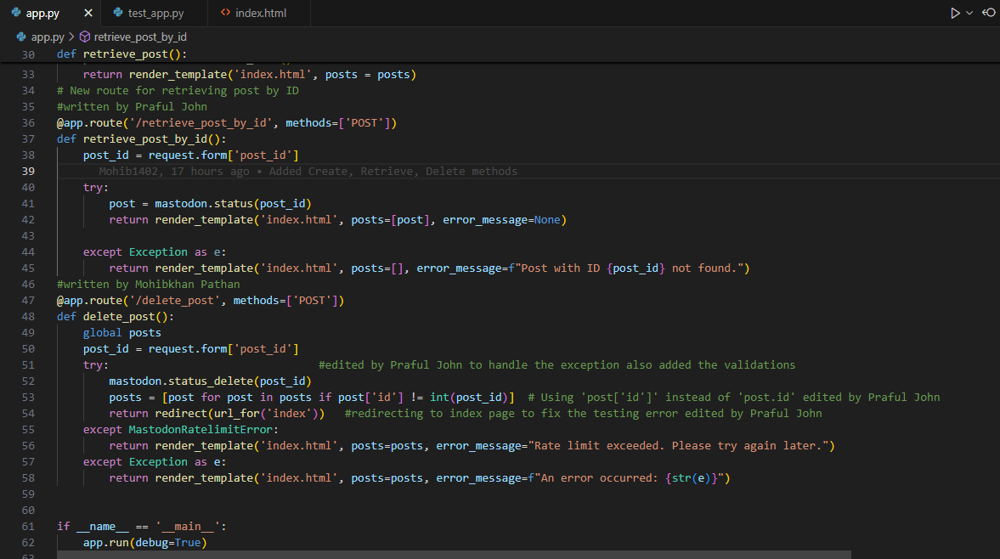 app.py test_app.py index.html
app.py > retrieve_post_by_id
30 def retrieve_post():
33     return render_template('index.html', posts = posts)
34 # New route for retrieving post by ID
35 #written by Praful John
36 @app.route('/retrieve_post_by_id', methods=['POST'])
37 def retrieve_post_by_id():
38     post_id = request.form['post_id']
39 Mohib1402, 17 hours ago • Added Create, Retrieve, Delete methods
40     try:
41         post = mastodon.status(post_id)
42         return render_template('index.html', posts=[post], error_message=None)
43
44     except Exception as e:
45         return render_template('index.html', posts=[], error_message=f"Post with ID {post_id} not found.")
46 #written by Mohibkhan Pathan
47 @app.route('/delete_post', methods=['POST'])
48 def delete_post():
49     global posts
50     post_id = request.form['post_id']
51     try:                                #edited by Praful John to handle the exception also added the validations
52         mastodon.status_delete(post_id)
53         posts = [post for post in posts if post['id'] != int(post_id)]  # Using 'post['id']' instead of 'post.id' edited by Praful John
54         return redirect(url_for('index'))   #redirecting to index page to fix the testing error edited by Praful John
55     except MastodonRatelimitError:
56         return render_template('index.html', posts=posts, error_message="Rate limit exceeded. Please try again later.")
57     except Exception as e:
58         return render_template('index.html', posts=posts, error_message=f"An error occurred: {str(e)}")
59
60
61 if __name__ == '__main__':
62     app.run(debug=True)
63